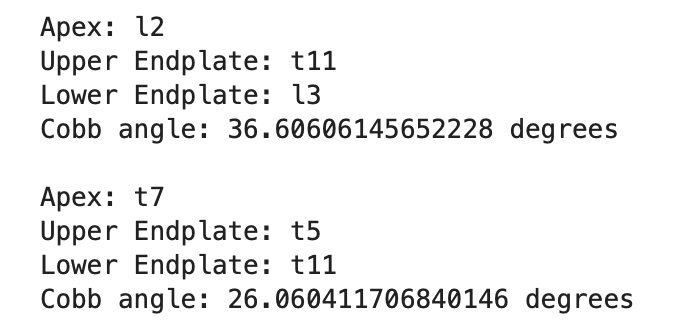 Apex: l2
Upper Endplate: t11
Lower Endplate: l3
Cobb angle: 36.60606145652228 degrees
Apex: t7
Upper Endplate: t5
Lower Endplate: t11
Cobb angle: 26.060411706840146 degrees